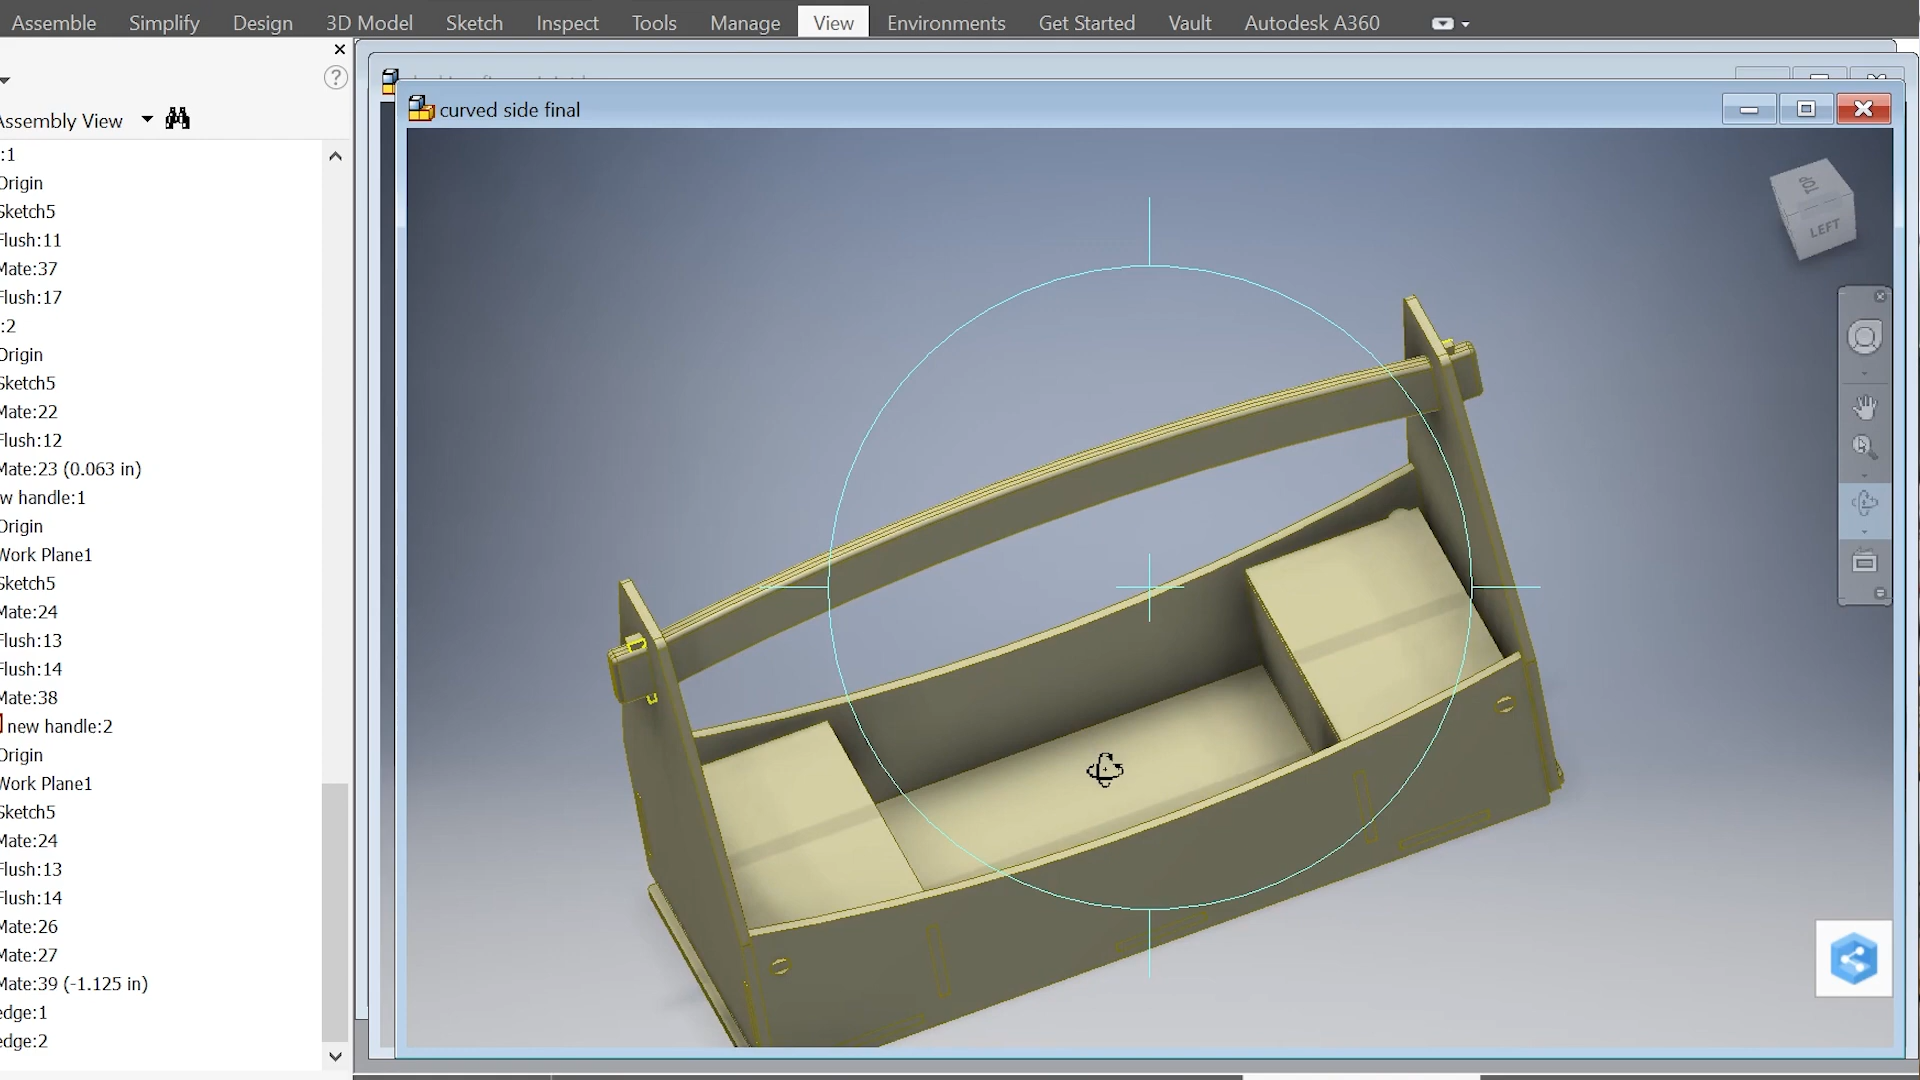 Assemble Simplify Design 3D Model Sketch Inspect Tools Manage View Environments Get Started Vault Autodesk A360
Assembly View
curved side final
TOP
LEFT
:1
Origin
Sketch5
Flush:11
Mate:37
Flush:17
:2
Origin
Sketch5
Mate:22
Flush:12
Mate:23 (0.063 in)
w handle:1
Origin
Work Plane1
Sketch5
Mate:24
Flush:13
Flush:14
Mate:38
new handle:2
Origin
Work Plane1
Sketch5
Mate:24
Flush:13
Flush:14
Mate:26
Mate:27
Mate:39 (-1.125 in)
edge:1
edge:2